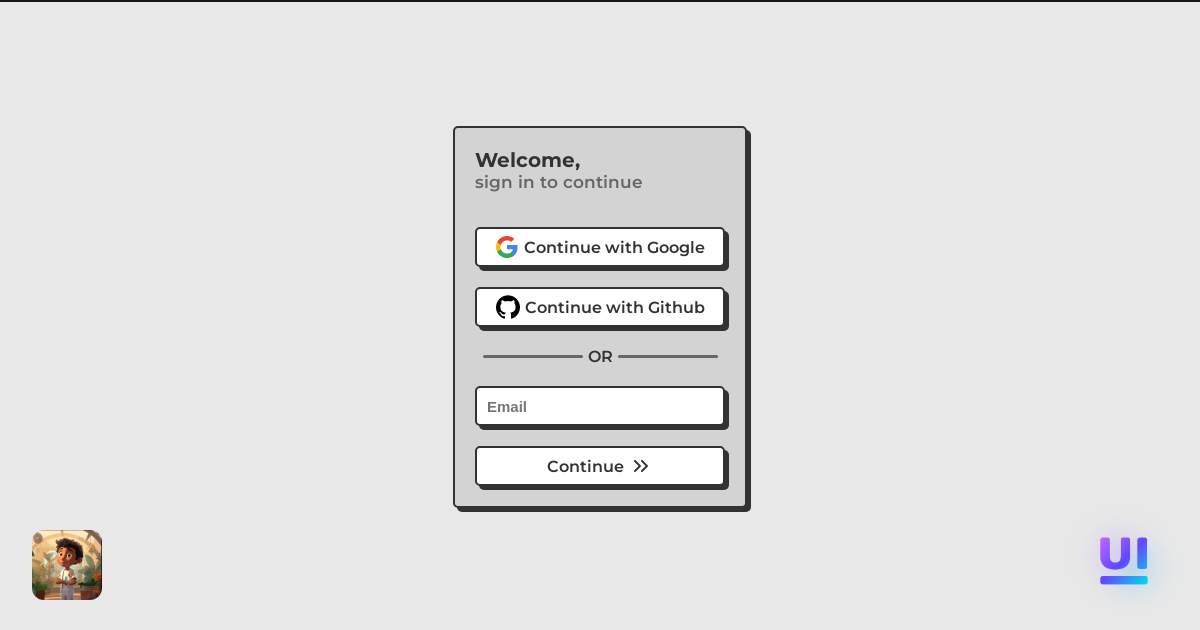 Welcome,
sign in to continue
Continue with Google
Continue with Github
OR
Email
Continue
UI